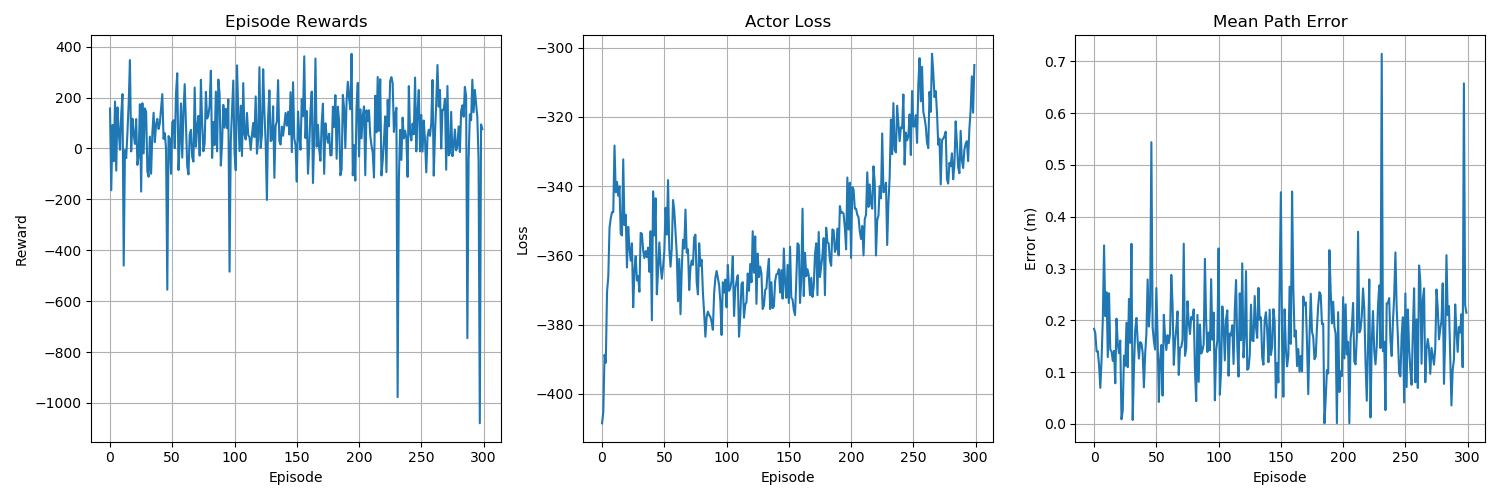 Episode Rewards
400
200
0
−200
−400
−600
−800
−1000
Reward
0 50 100 150 200 250 300
Episode
Actor Loss
−300
−320
−340
−360
−380
−400
Loss
0 50 100 150 200 250 300
Episode
Mean Path Error
0.7
0.6
0.5
0.4
0.3
0.2
0.1
0.0
Error (m)
0 50 100 150 200 250 300
Episode